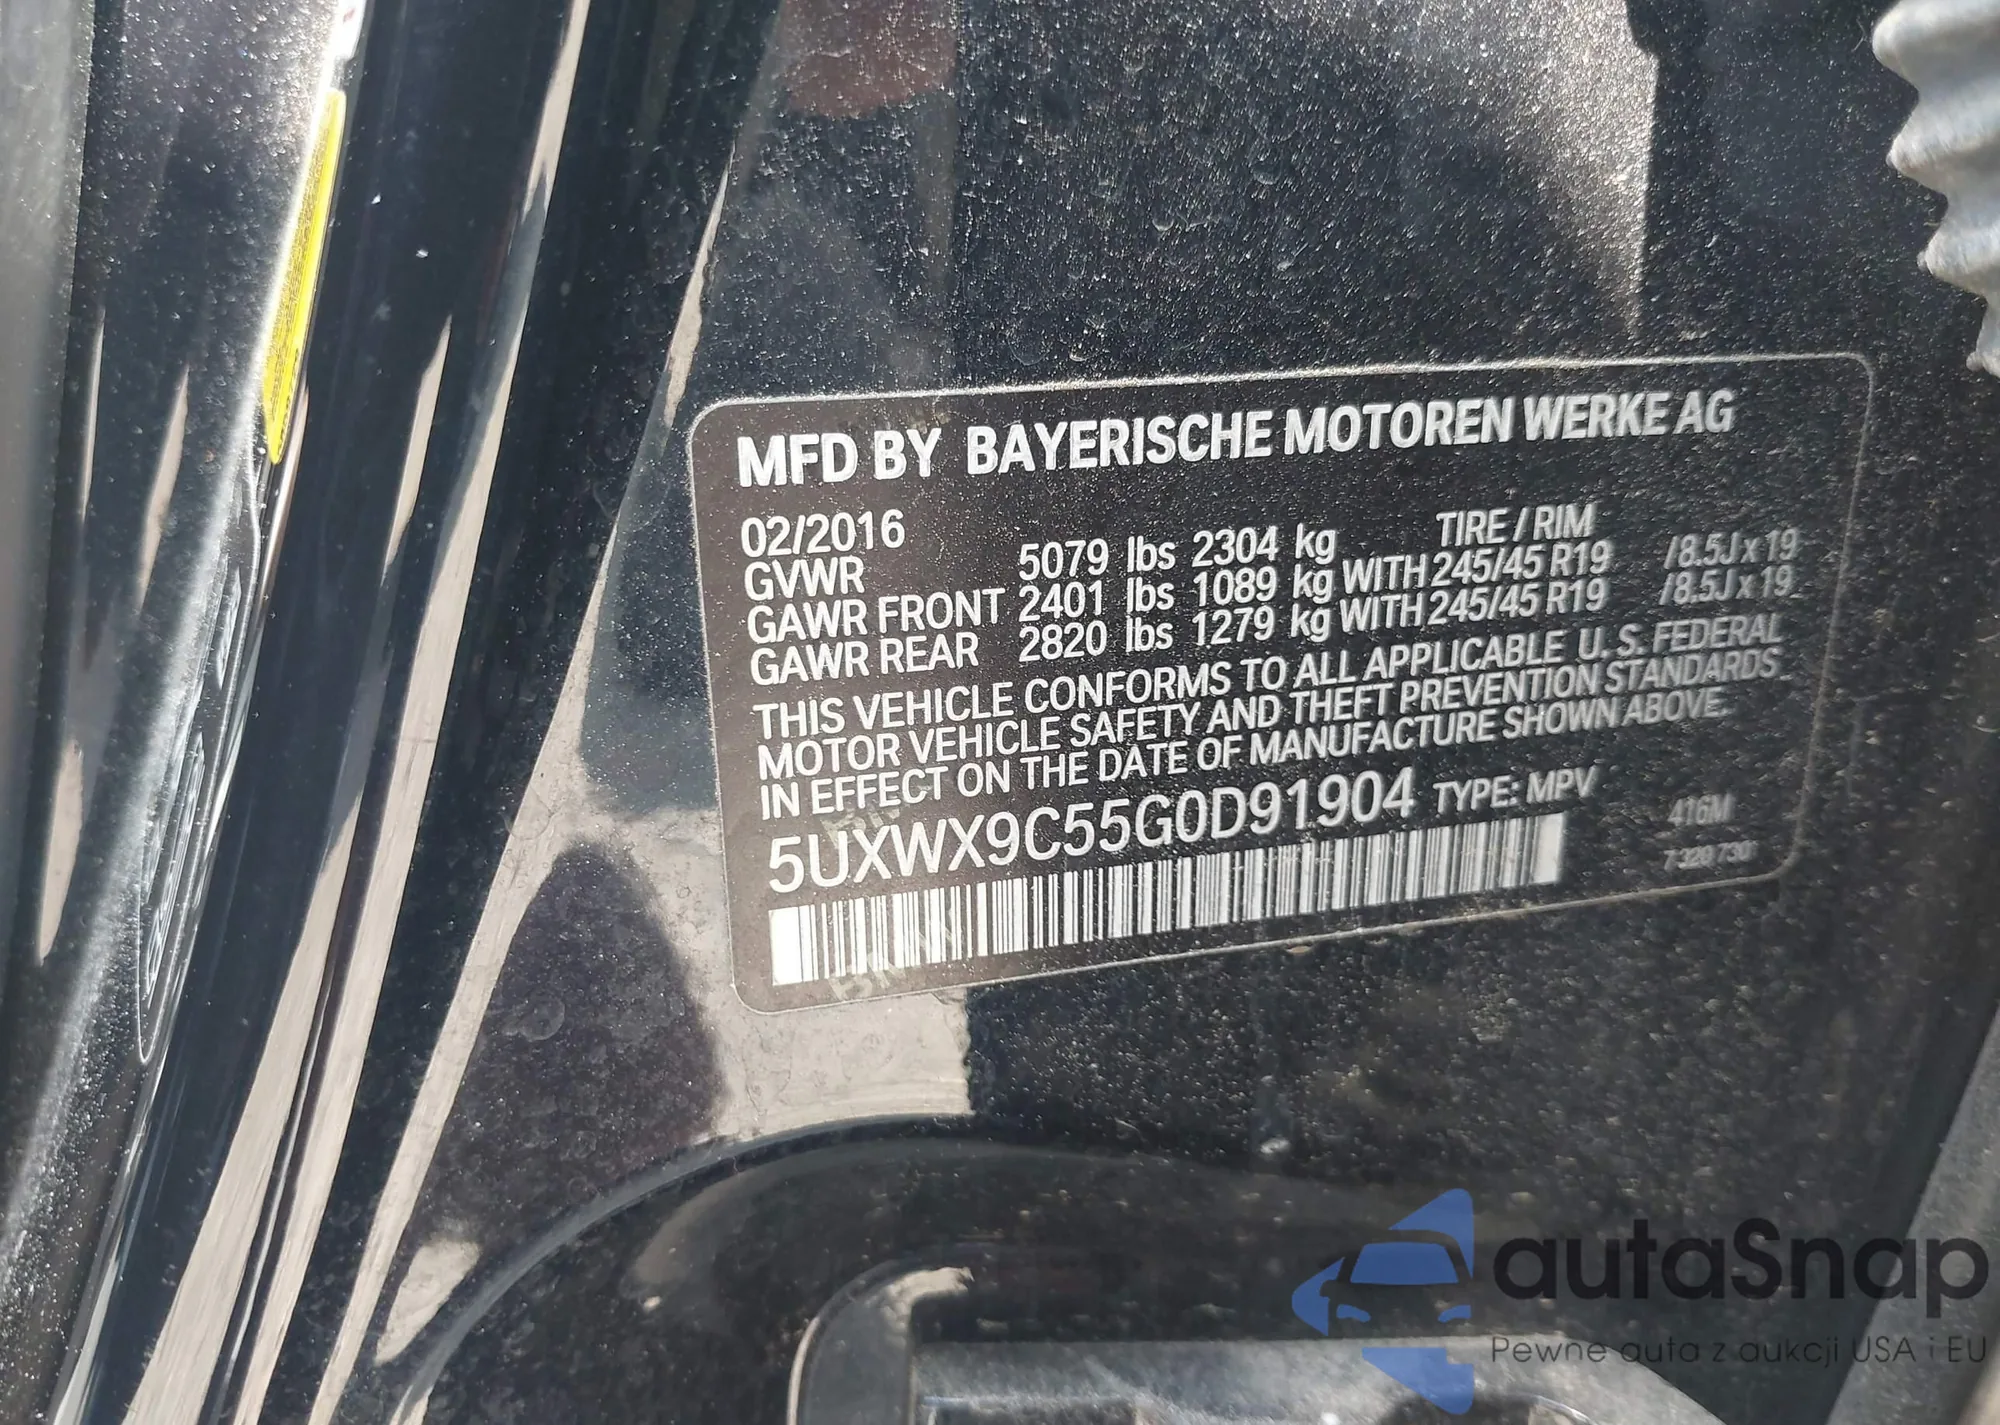 MFD BY BAYERISCHE MOTOREN WERKE AG
02/2016 TIRE / RIM
GVWR 5079 lbs 2304 kg
GAWR FRONT 2401 lbs 1089 kg WITH 245/45 R19 /8.5J x 19
GAWR REAR 2820 lbs 1279 kg WITH 245/45 R19 /8.5J x 19
THIS VEHICLE CONFORMS TO ALL APPLICABLE U. S. FEDERAL
MOTOR VEHICLE SAFETY AND THEFT PREVENTION STANDARDS
IN EFFECT ON THE DATE OF MANUFACTURE SHOWN ABOVE.
5UXWX9C55G0D91904 TYPE: MPV
416M
7 320 730
autaSnap
Pewne auta z aukcji USA i EU